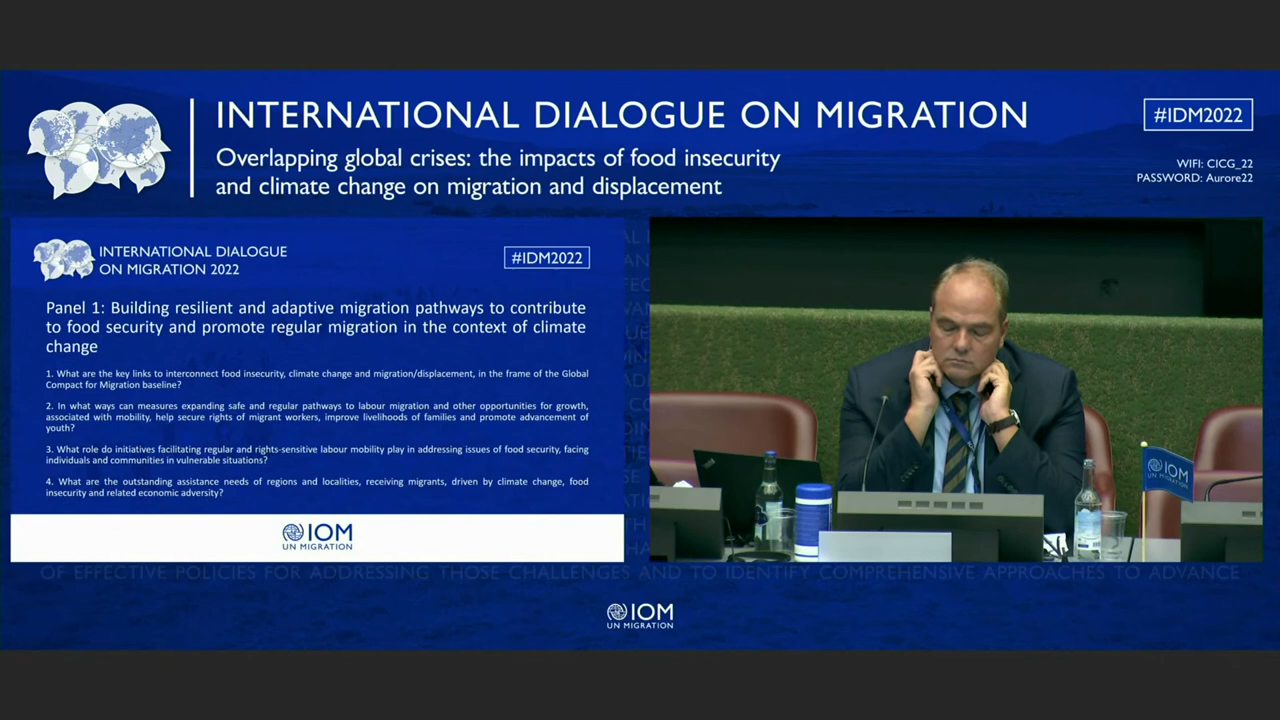 INTERNATIONAL DIALOGUE ON MIGRATION
Overlapping global crises: the impacts of food insecurity
and climate change on migration and displacement
#IDM2022
WIFI: CICG_22
PASSWORD: Aurore22
INTERNATIONAL DIALOGUE
ON MIGRATION 2022
#IDM2022
Panel 1: Building resilient and adaptive migration pathways to contribute
to food security and promote regular migration in the context of climate
change
1. What are the key links to interconnect food insecurity, climate change and migration/displacement, in the frame of the Global
Compact for Migration baseline?
2. In what ways can measures expanding safe and regular pathways to labour migration and other opportunities for growth,
associated with mobility, help secure rights of migrant workers, improve livelihoods of families and promote advancement of
youth?
3. What role do initiatives facilitating regular and rights-sensitive labour mobility play in addressing issues of food security, facing
individuals and communities in vulnerable situations?
4. What are the outstanding assistance needs of regions and localities, receiving migrants, driven by climate change, food
insecurity and related economic adversity?
IOM
UN MIGRATION
IOM
UN MIGRATION
OF EFFECTIVE POLICIES FOR ADDRESSING THOSE CHALLENGES AND TO IDENTIFY COMPREHENSIVE APPROACHES TO ADVANCE
IOM
UN MIGRATION